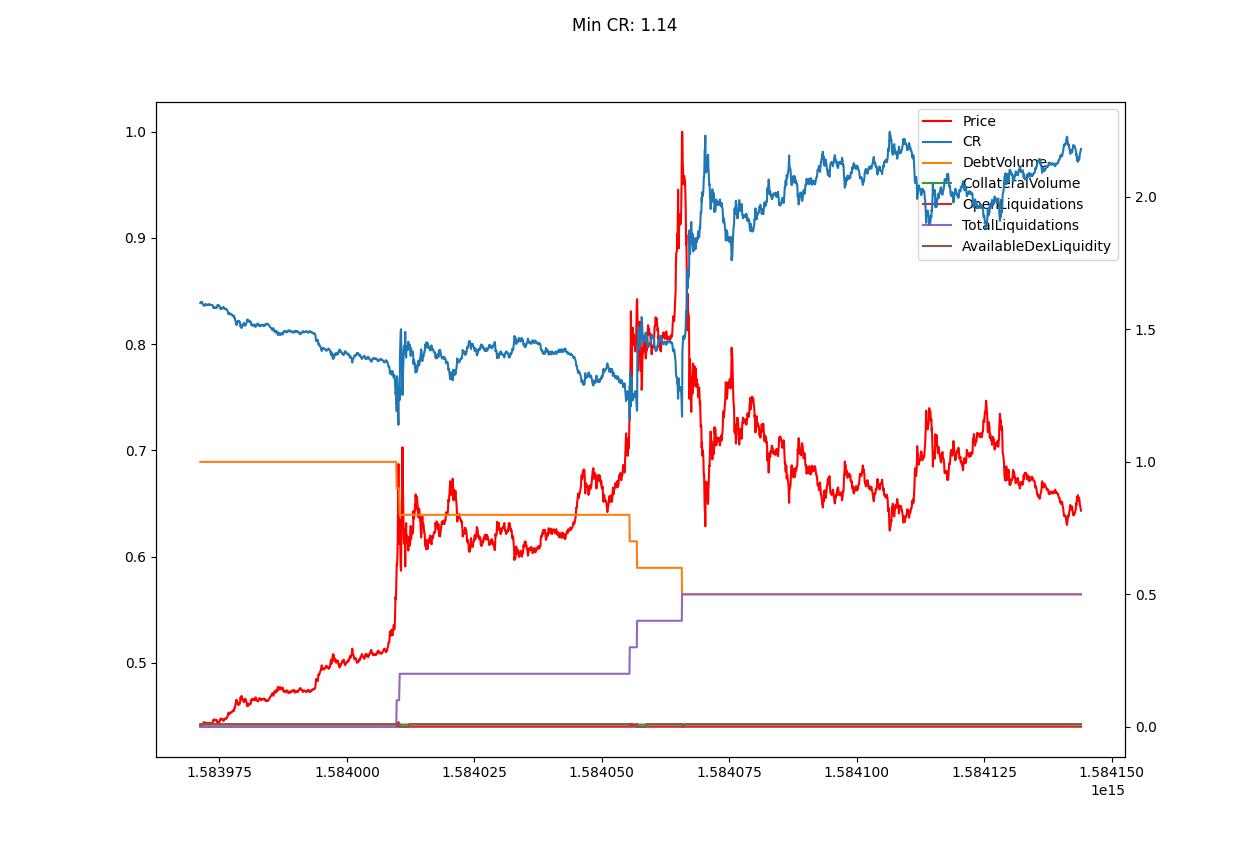 Min CR: 1.14
1.0
0.9
0.8
0.7
0.6
0.5
Price
CR
DebtVolume
CollateralVolume
OpenLiquidations
TotalLiquidations
AvailableDexLiquidity
2.0
1.5
1.0
0.5
0.0
1.583975
1.584000
1.584025
1.584050
1.584075
1.584100
1.584125
1.584150
1e15